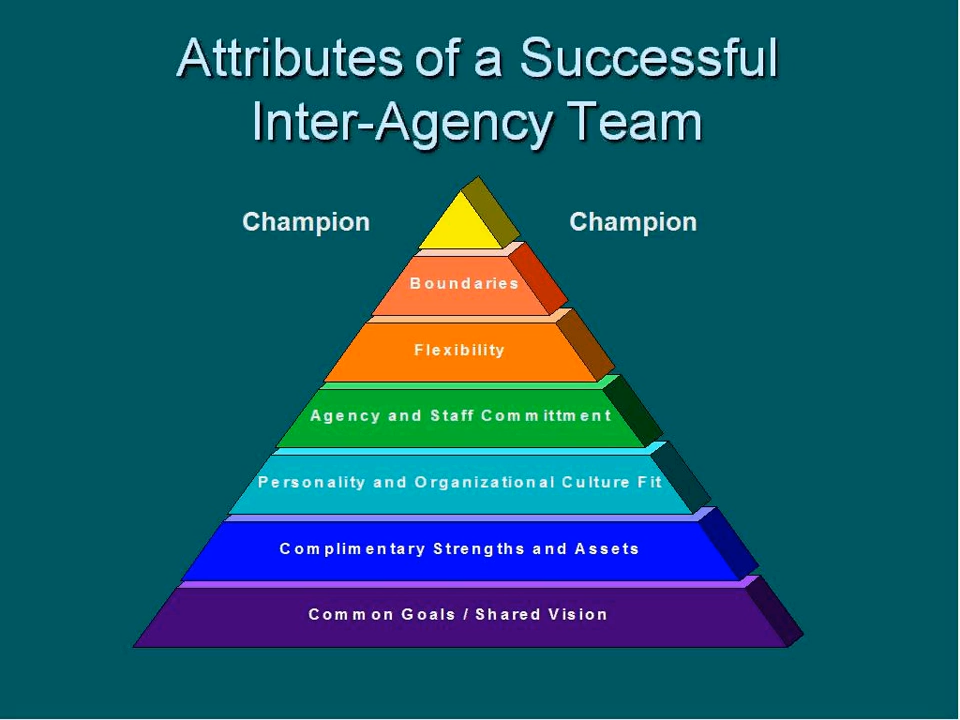 Attributes of a Successful
Inter-Agency Team
Champion Champion
Boundaries
Flexibility
Agency and Staff Committment
Personality and Organizational Culture Fit
Complimentary Strengths and Assets
Common Goals / Shared Vision